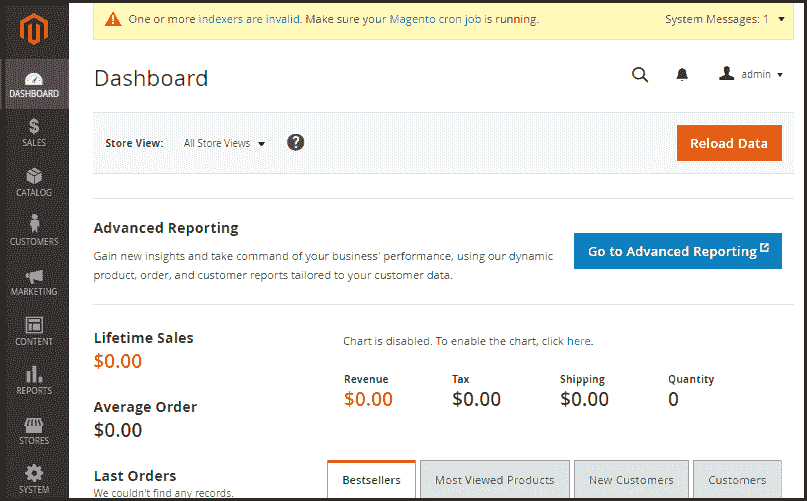 One or more indexers are invalid. Make sure your Magento cron job is running.
System Messages: 1
DASHBOARD
SALES
CATALOG
CUSTOMERS
MARKETING
CONTENT
REPORTS
STORES
SYSTEM
Dashboard
admin
Store View:
All Store Views
?
Reload Data
Advanced Reporting
Gain new insights and take command of your business' performance, using our dynamic
product, order, and customer reports tailored to your customer data.
Go to Advanced Reporting
Lifetime Sales
$0.00
Average Order
$0.00
Last Orders
We couldn't find any records.
Chart is disabled. To enable the chart, click here.
Revenue
$0.00
Tax
$0.00
Shipping
$0.00
Quantity
0
Bestsellers
Most Viewed Products
New Customers
Customers